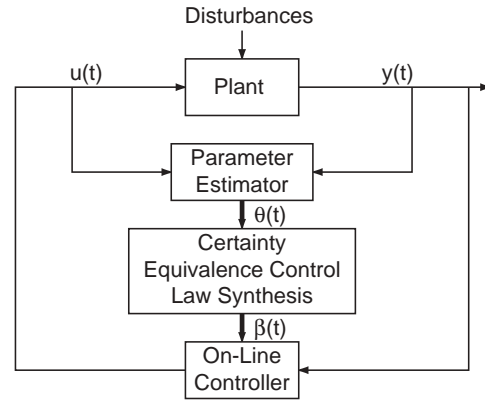 Disturbances
u(t)
Plant
y(t)
Parameter
Estimator
θ(t)
Certainty
Equivalence Control
Law Synthesis
β(t)
On-Line
Controller